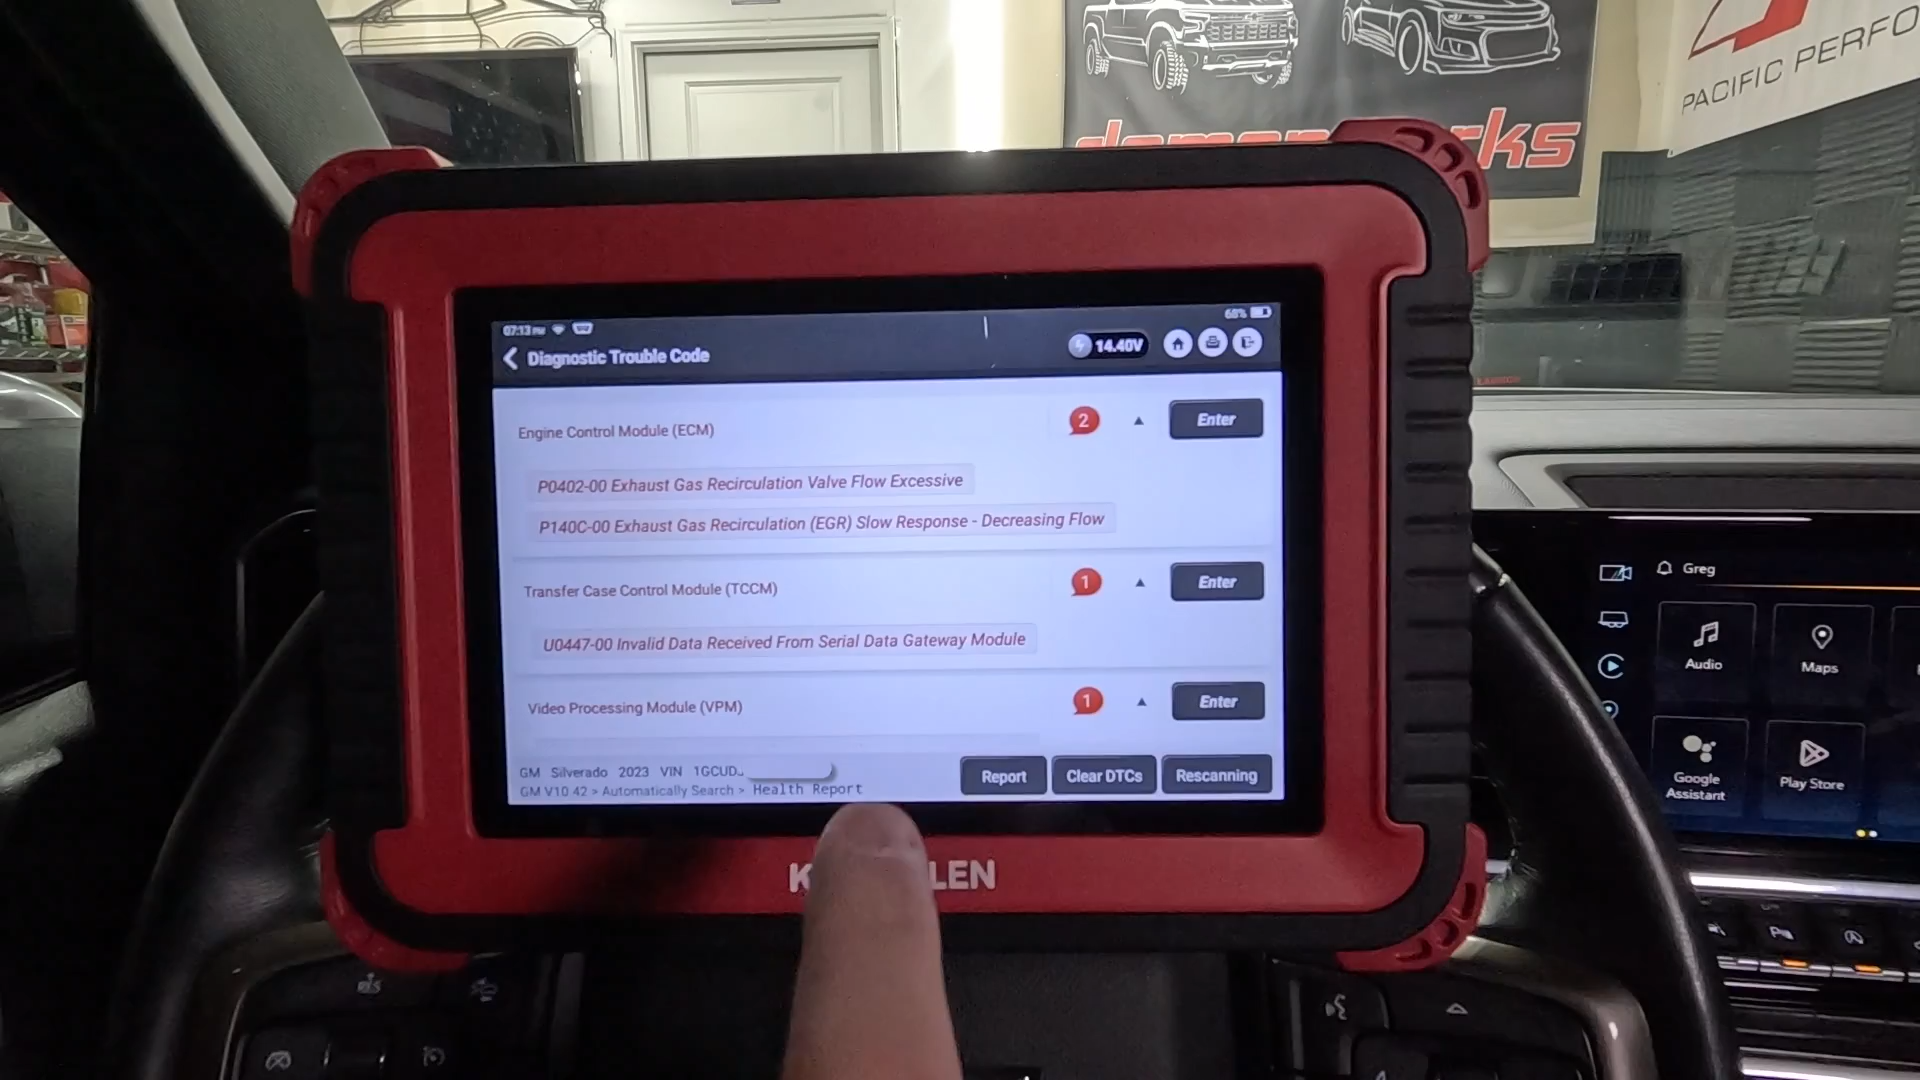 PACIFIC PERFO
rks
07:13 PM
68%
Diagnostic Trouble Code
14.40V
Engine Control Module (ECM)
2
Enter
P0402-00 Exhaust Gas Recirculation Valve Flow Excessive
P140C-00 Exhaust Gas Recirculation (EGR) Slow Response - Decreasing Flow
Transfer Case Control Module (TCCM)
1
Enter
U0447-00 Invalid Data Received From Serial Data Gateway Module
Video Processing Module (VPM)
1
Enter
GM Silverado 2023 VIN 1GCUD
GM V10.42 > Automatically Search > Health Report
Report
Clear DTCs
Rescanning
K LEN
Greg
Audio
Maps
Google
Assistant
Play Store
RES